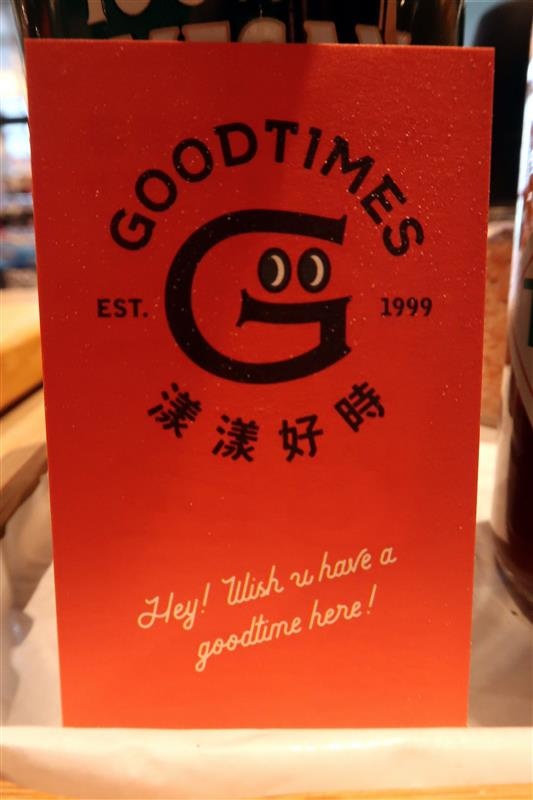 GOODTIMES
G
EST. 1999
漾漾好時
Hey! Wish u have a
goodtime here!